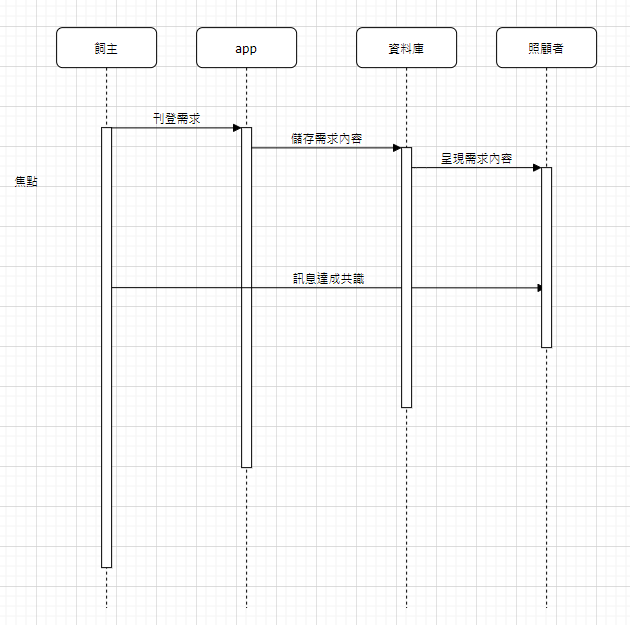 飼主
app
資料庫
照顧者
刊登需求
儲存需求內容
呈現需求內容
焦點
訊息達成共識